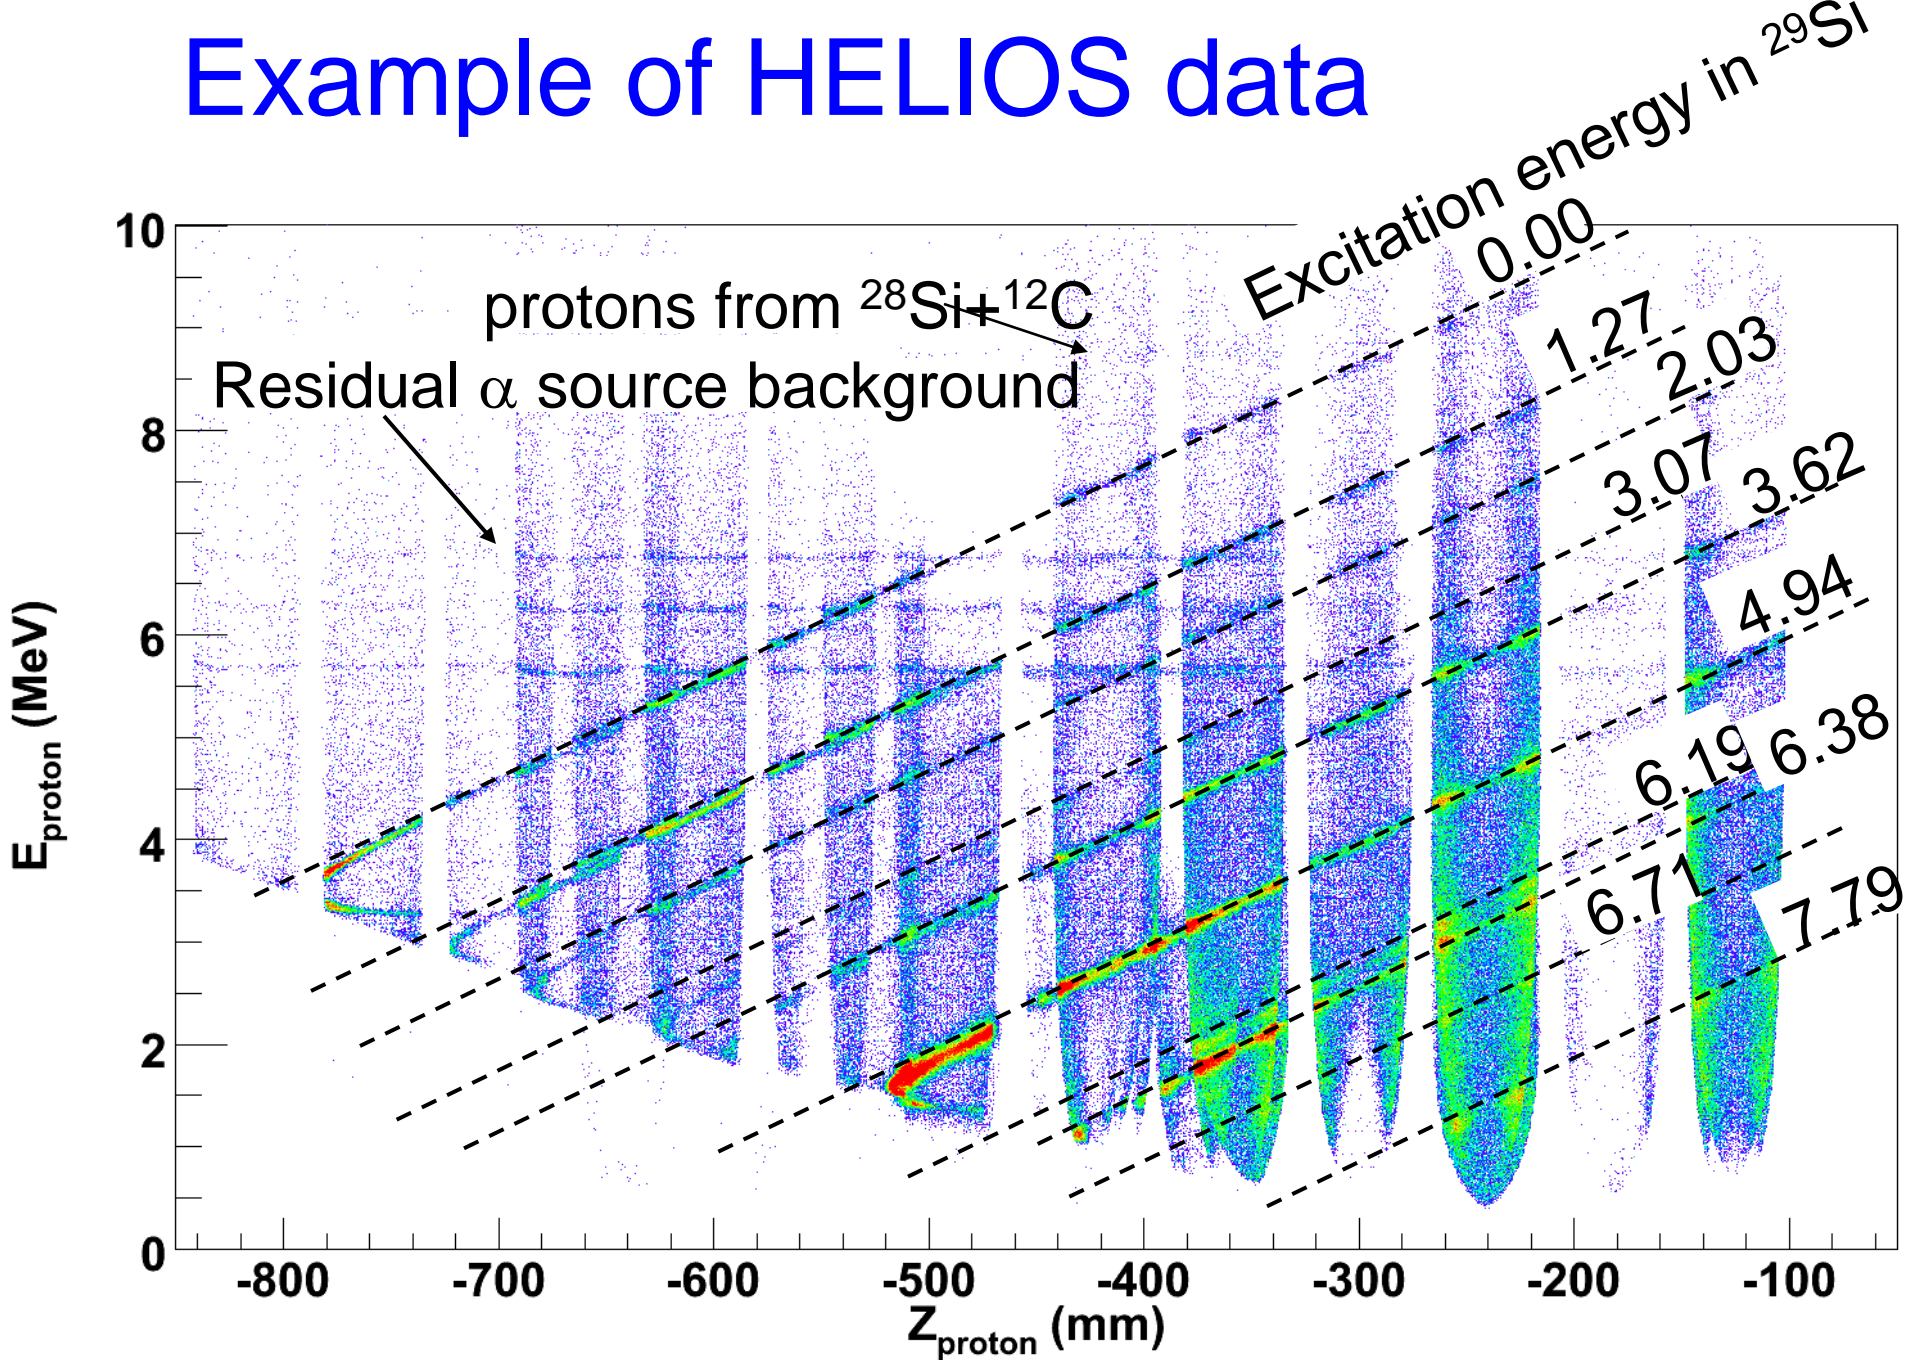 Example of HELIOS data
Excitation energy in ²⁹Si
protons from ²⁸Si+¹²C
Residual α source background
0.00
1.27
2.03
3.07
3.62
4.94
6.19
6.38
6.71
7.79
E_proton (MeV)
10
8
6
4
2
0
-800 -700 -600 -500 -400 -300 -200 -100
Z_proton (mm)